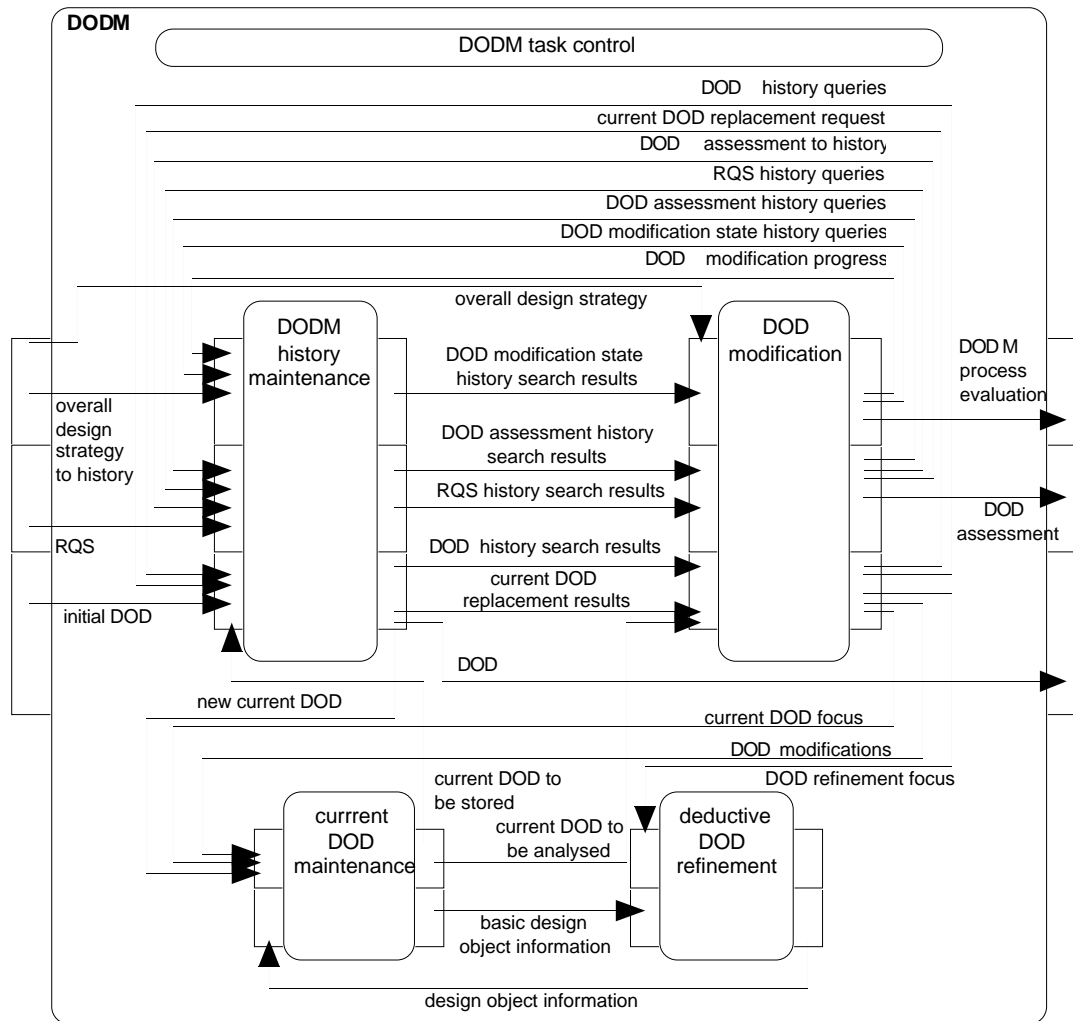 DODM
DODM task control
DOD history queries
current DOD replacement request
DOD assessment to history
RQS history queries
DOD assessment history queries
DOD modification state history queries
DOD modification progress
overall design strategy
DODM
history
maintenance
DOD
modification
DOD modification state
history search results
DOD M
process
evaluation
overall
design
strategy
to history
DOD assessment history
search results
RQS history search results
DOD
assessment
RQS
DOD history search results
current DOD
replacement results
initial DOD
DOD
new current DOD
current DOD focus
DOD modifications
DOD refinement focus
current DOD to
be stored
currrent
DOD
maintenance
current DOD to
be analysed
deductive
DOD
refinement
basic design
object information
design object information